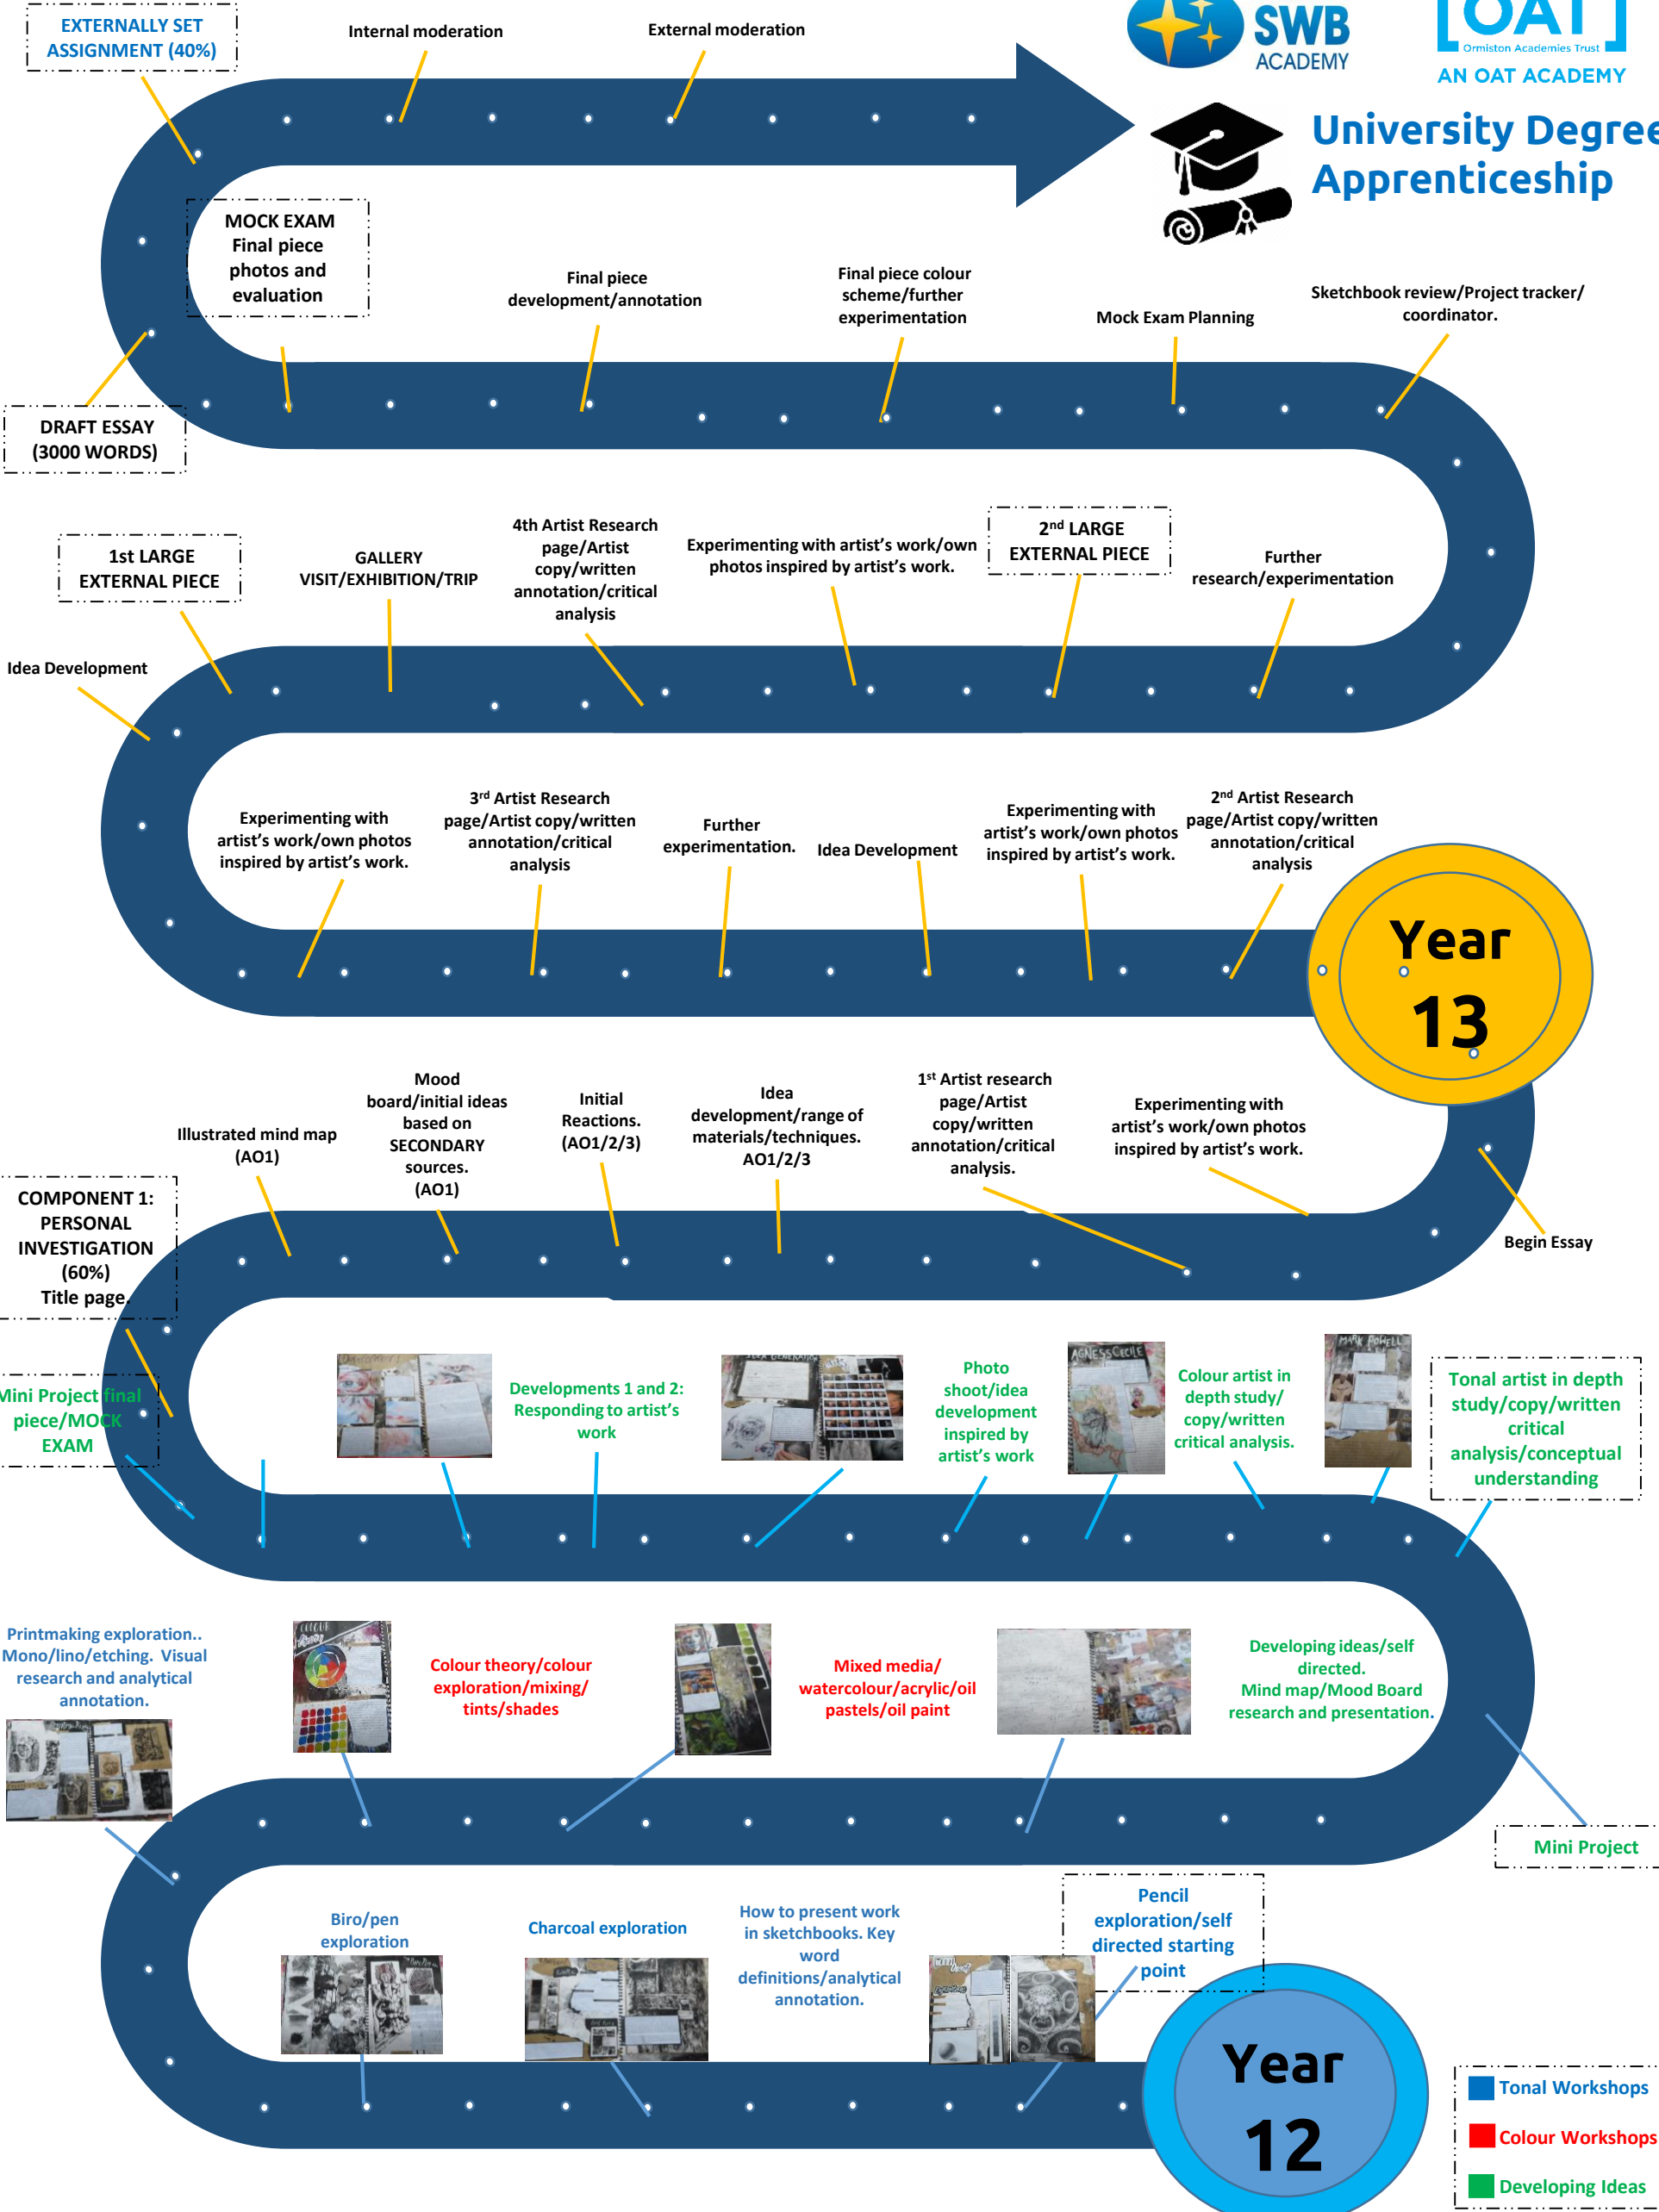 EXTERNALLY SET
ASSIGNMENT (40%)
Internal moderation
External moderation
SWB
ACADEMY
OAT
Ormiston Academies Trust
AN OAT ACADEMY
University Degree
Apprenticeship
MOCK EXAM
Final piece
photos and
evaluation
Final piece
development/annotation
Final piece colour
scheme/further
experimentation
Mock Exam Planning
Sketchbook review/Project tracker/
coordinator.
DRAFT ESSAY
(3000 WORDS)
1st LARGE
EXTERNAL PIECE
GALLERY
VISIT/EXHIBITION/TRIP
4th Artist Research
page/Artist
copy/written
annotation/critical
analysis
Experimenting with artist’s work/own
photos inspired by artist’s work.
2nd LARGE
EXTERNAL PIECE
Further
research/experimentation
Idea Development
Experimenting with
artist’s work/own photos
inspired by artist’s work.
3rd Artist Research
page/Artist copy/written
annotation/critical
analysis
Further
experimentation.
Idea Development
Experimenting with
artist’s work/own photos
inspired by artist’s work.
2nd Artist Research
page/Artist copy/written
annotation/critical
analysis
Year
13
Illustrated mind map
(AO1)
Mood
board/initial ideas
based on
SECONDARY
sources.
(AO1)
Initial
Reactions.
(AO1/2/3)
Idea
development/range of
materials/techniques.
AO1/2/3
1st Artist research
page/Artist
copy/written
annotation/critical
analysis.
Experimenting with
artist’s work/own photos
inspired by artist’s work.
Begin Essay
COMPONENT 1:
PERSONAL
INVESTIGATION
(60%)
Title page.
Mini Project final
piece/MOCK
EXAM
Developments 1 and 2:
Responding to artist’s
work
Photo
shoot/idea
development
inspired by
artist’s work
AGNES CECILE
Colour artist in
depth study/
copy/written
critical analysis.
MARK POWELL
Tonal artist in depth
study/copy/written
critical
analysis/conceptual
understanding
Printmaking exploration..
Mono/lino/etching. Visual
research and analytical
annotation.
COLOUR
Colour theory/colour
exploration/mixing/
tints/shades
Mixed media/
watercolour/acrylic/oil
pastels/oil paint
Developing ideas/self
directed.
Mind map/Mood Board
research and presentation.
Mini Project
Biro/pen
exploration
Charcoal exploration
How to present work
in sketchbooks. Key
word
definitions/analytical
annotation.
Pencil
exploration/self
directed starting
point
Year
12
Tonal Workshops
Colour Workshops
Developing Ideas